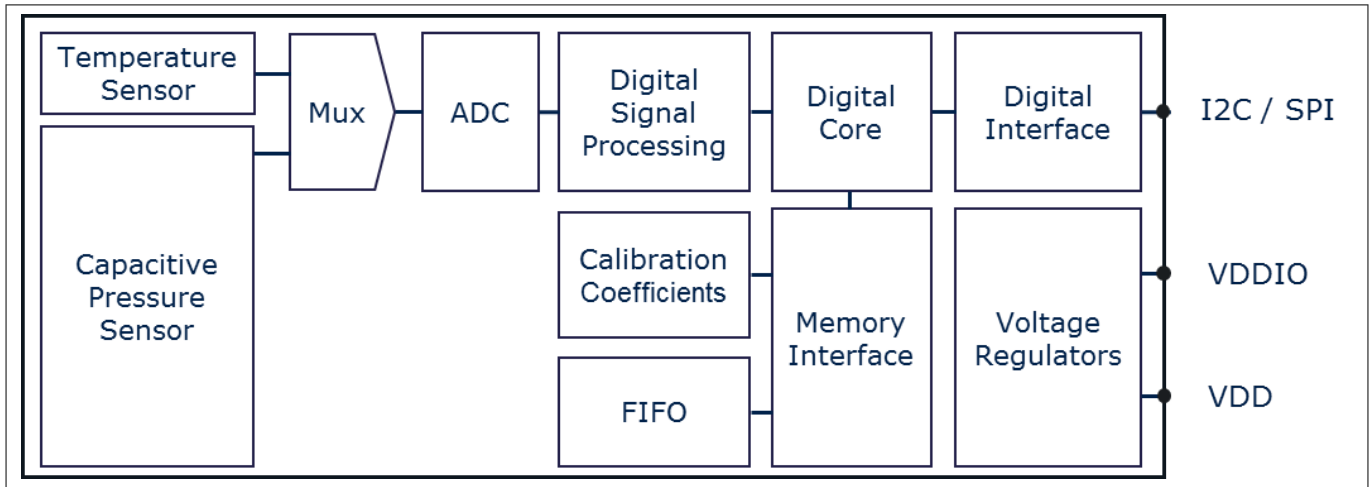 Temperature
Sensor
Mux
ADC
Digital
Signal
Processing
Digital
Core
Digital
Interface
I2C / SPI
Capacitive
Pressure
Sensor
Calibration
Coefficients
FIFO
Memory
Interface
Voltage
Regulators
VDDIO
VDD